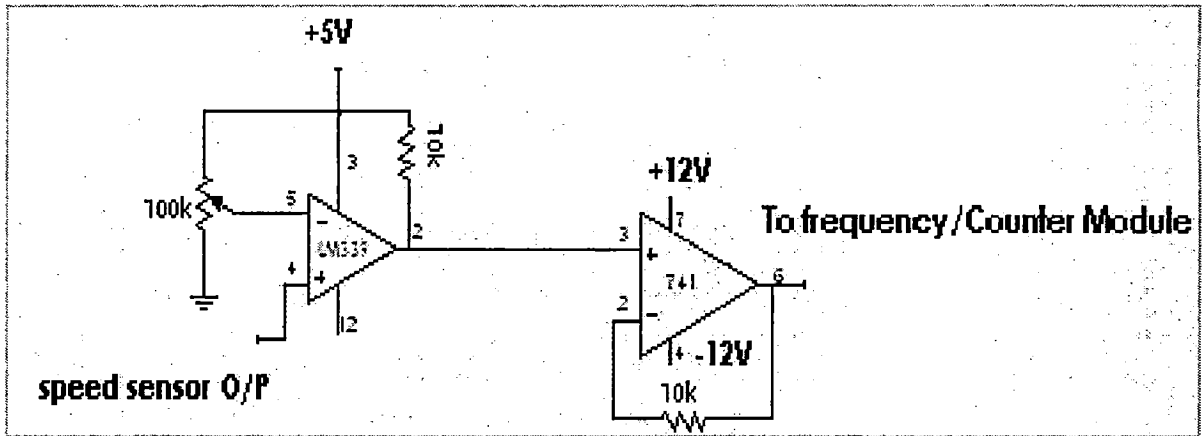 +5V
10k
3
100k
5
-
2
4
+
12
+12V
7
3
+
741
6
2
-
4
-12V
10k
To frequency/Counter Module
speed sensor O/P